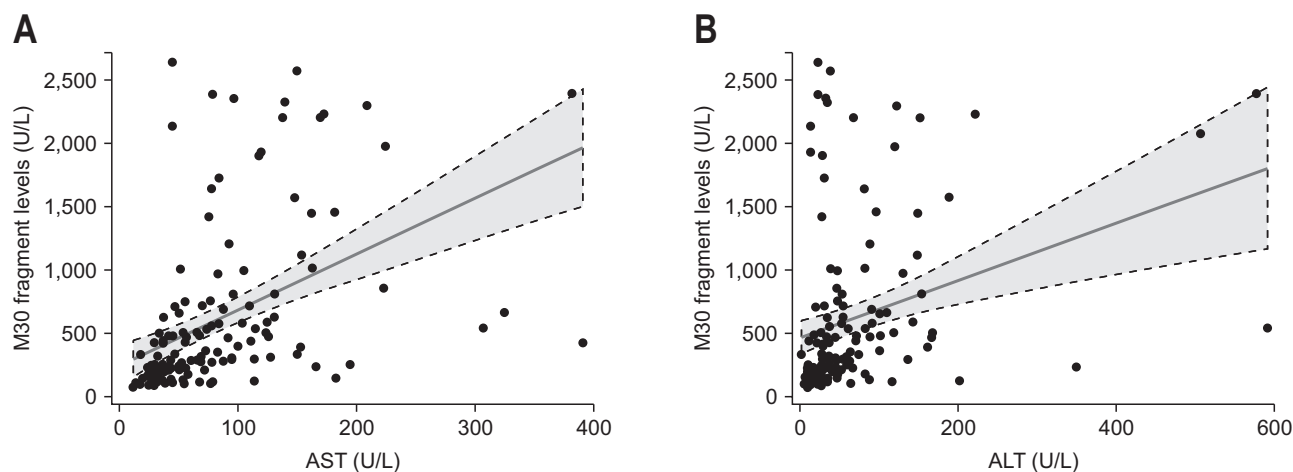 A
M30 fragment levels (U/L)
2,500
2,000
1,500
1,000
500
0
0 100 200 300 400
AST (U/L)
B
M30 fragment levels (U/L)
2,500
2,000
1,500
1,000
500
0
0 200 400 600
ALT (U/L)